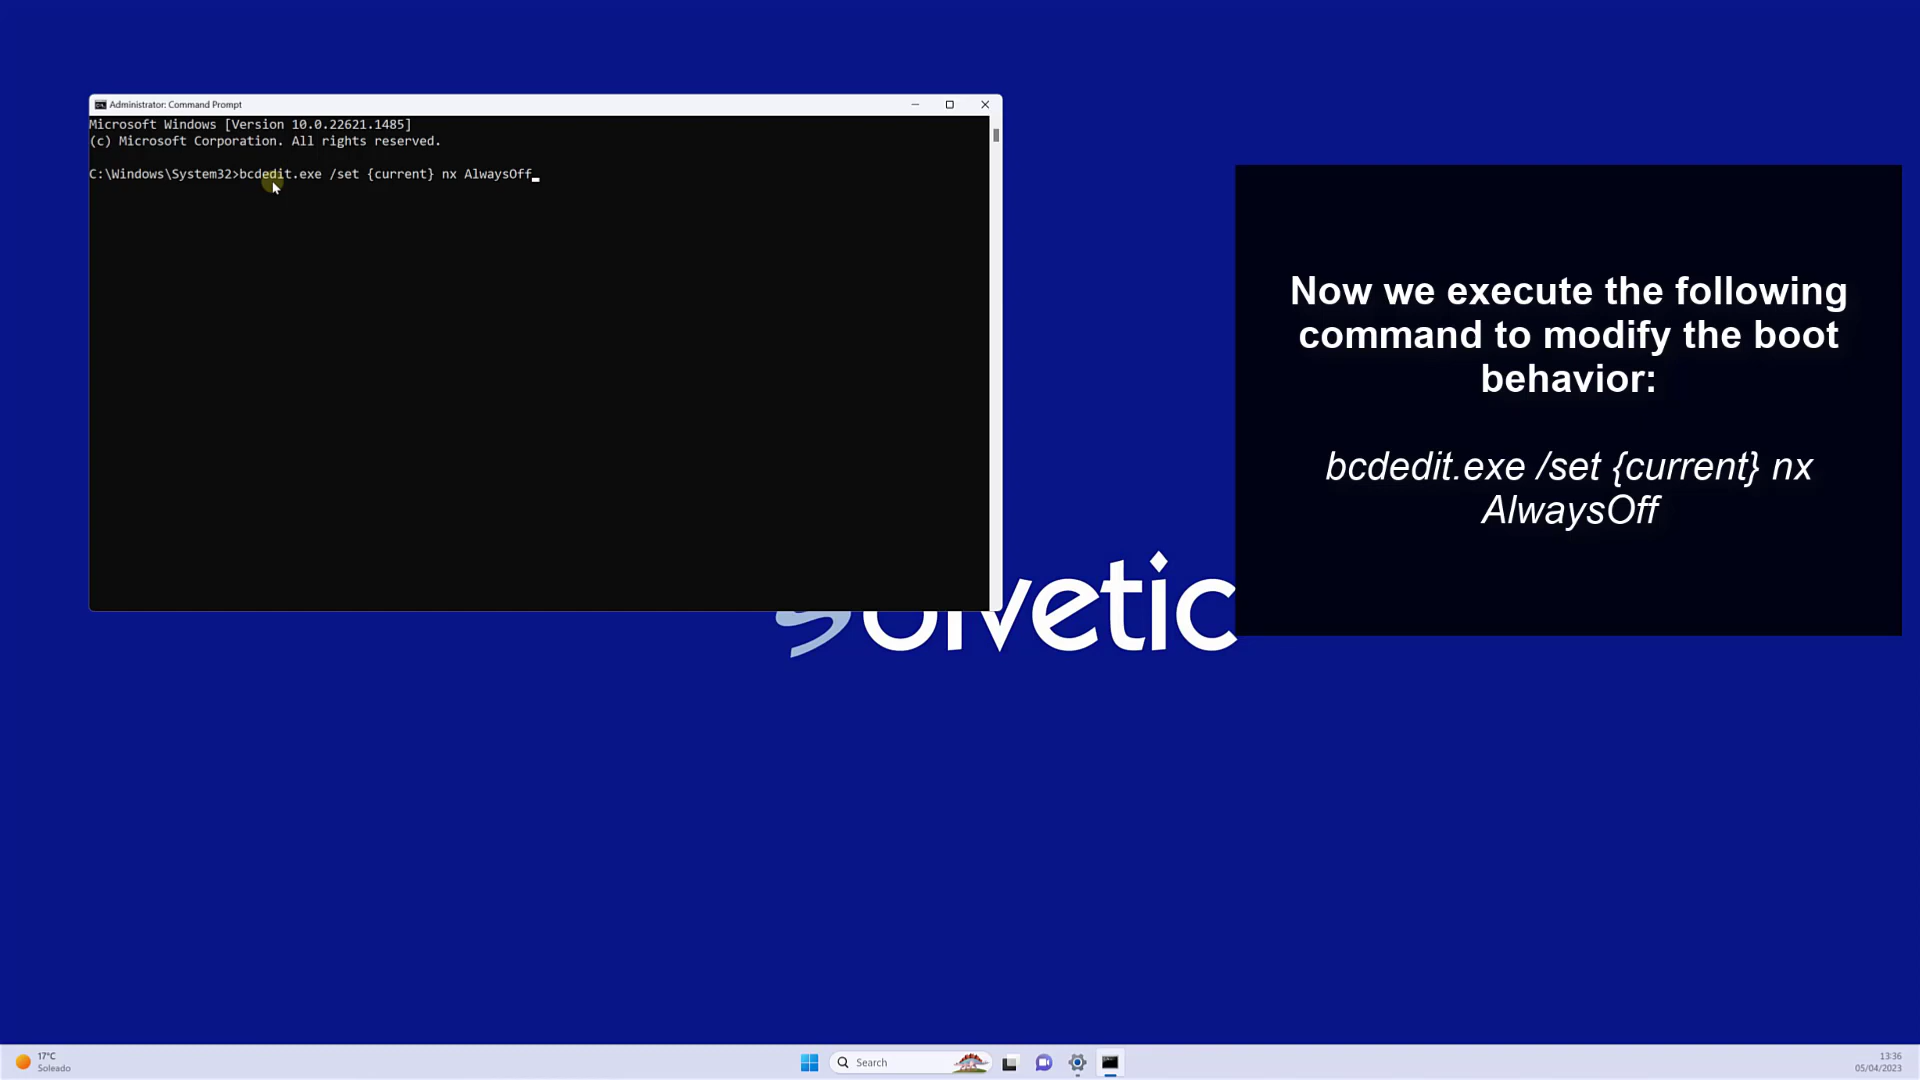 Administrator: Command Prompt
Microsoft Windows [Version 10.0.22621.1485]
(c) Microsoft Corporation. All rights reserved.
C:\Windows\System32>bcdedit.exe /set {current} nx AlwaysOff
Now we execute the following
command to modify the boot
behavior:
bcdedit.exe /set {current} nx
AlwaysOff
Solvetic
17°C
Soleado
Search
13:36
05/04/2023